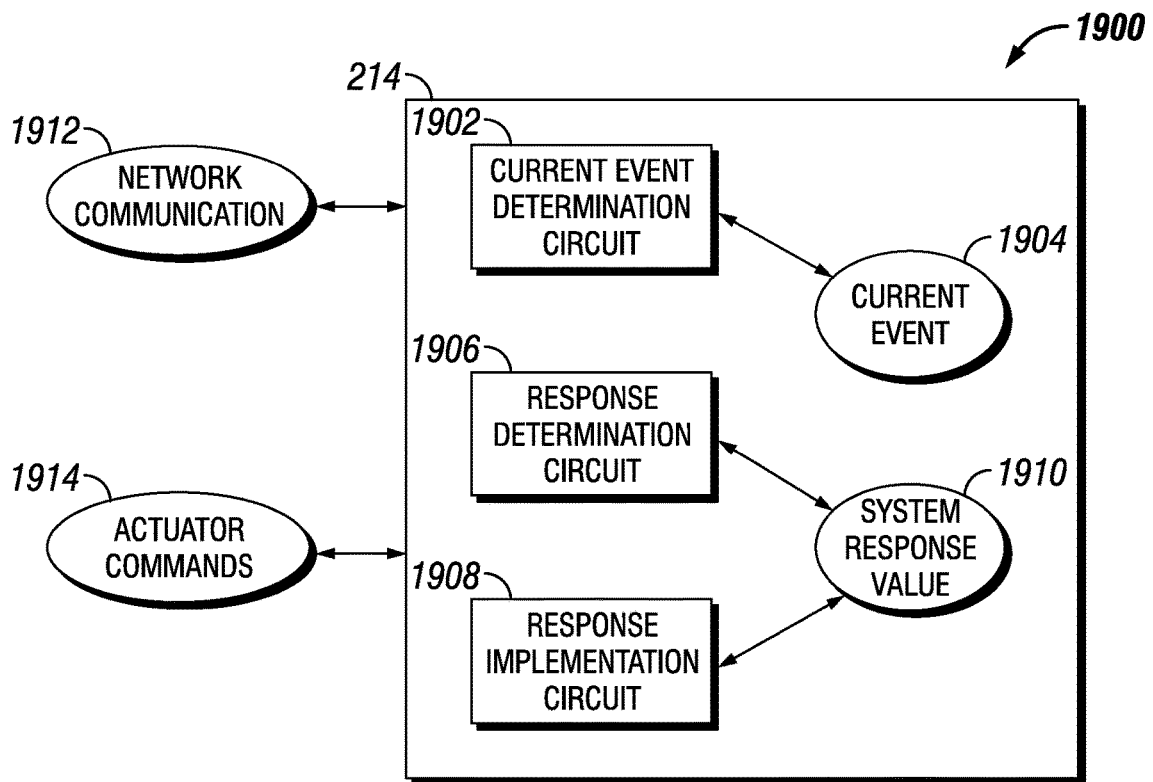 1900
214
1912
NETWORK
COMMUNICATION
1902
CURRENT EVENT
DETERMINATION
CIRCUIT
1904
CURRENT
EVENT
1906
RESPONSE
DETERMINATION
CIRCUIT
1914
ACTUATOR
COMMANDS
1910
SYSTEM
RESPONSE
VALUE
1908
RESPONSE
IMPLEMENTATION
CIRCUIT